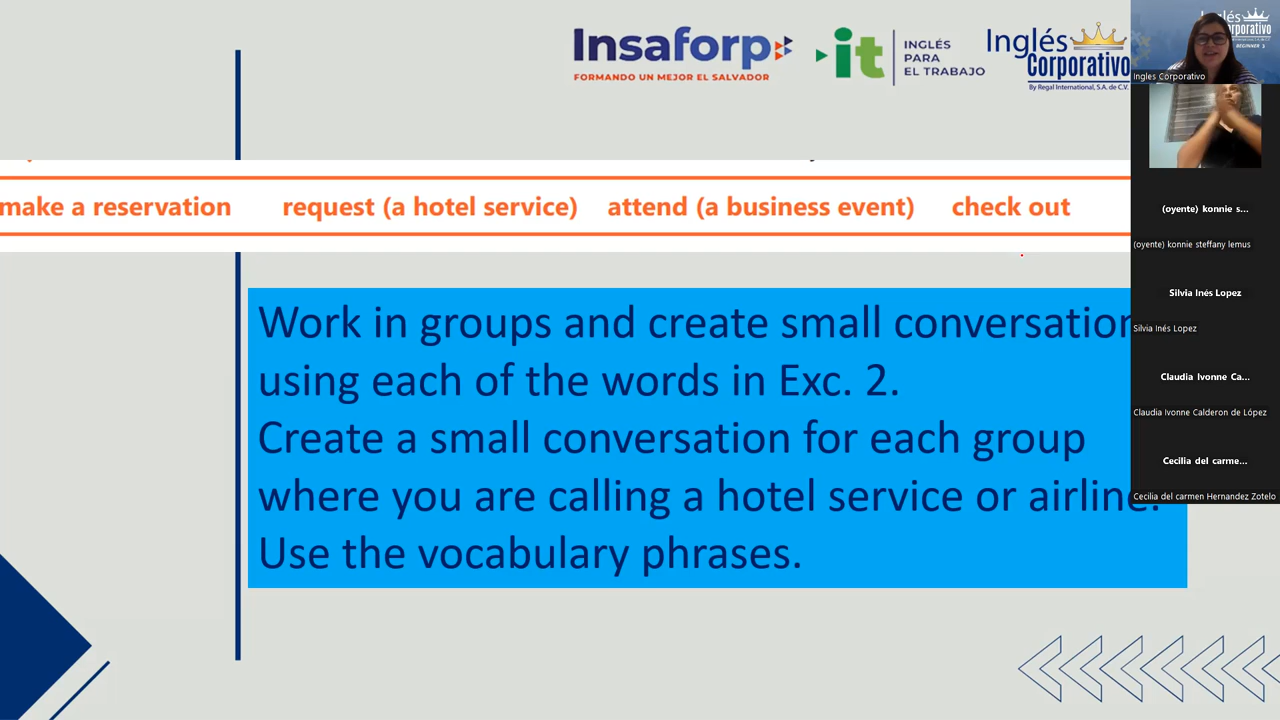 Insaforp
FORMANDO UN MEJOR EL SALVADOR
it
INGLÉS
PARA
EL TRABAJO
Inglés
Corporativo
By Regal International, S.A. de C.V.
Ingles Corporativo
make a reservation request (a hotel service) attend (a business event) check out
Work in groups and create small conversation
using each of the words in Exc. 2.
Create a small conversation for each group
where you are calling a hotel service or airline.
Use the vocabulary phrases.
(oyente) konnie s...
(oyente) konnie steffany lemus
Silvia Inés Lopez
Silvia Inés Lopez
Claudia Ivonne Ca...
Claudia Ivonne Calderon de López
Cecilia del carme...
Cecilia del carmen Hernandez Zotelo